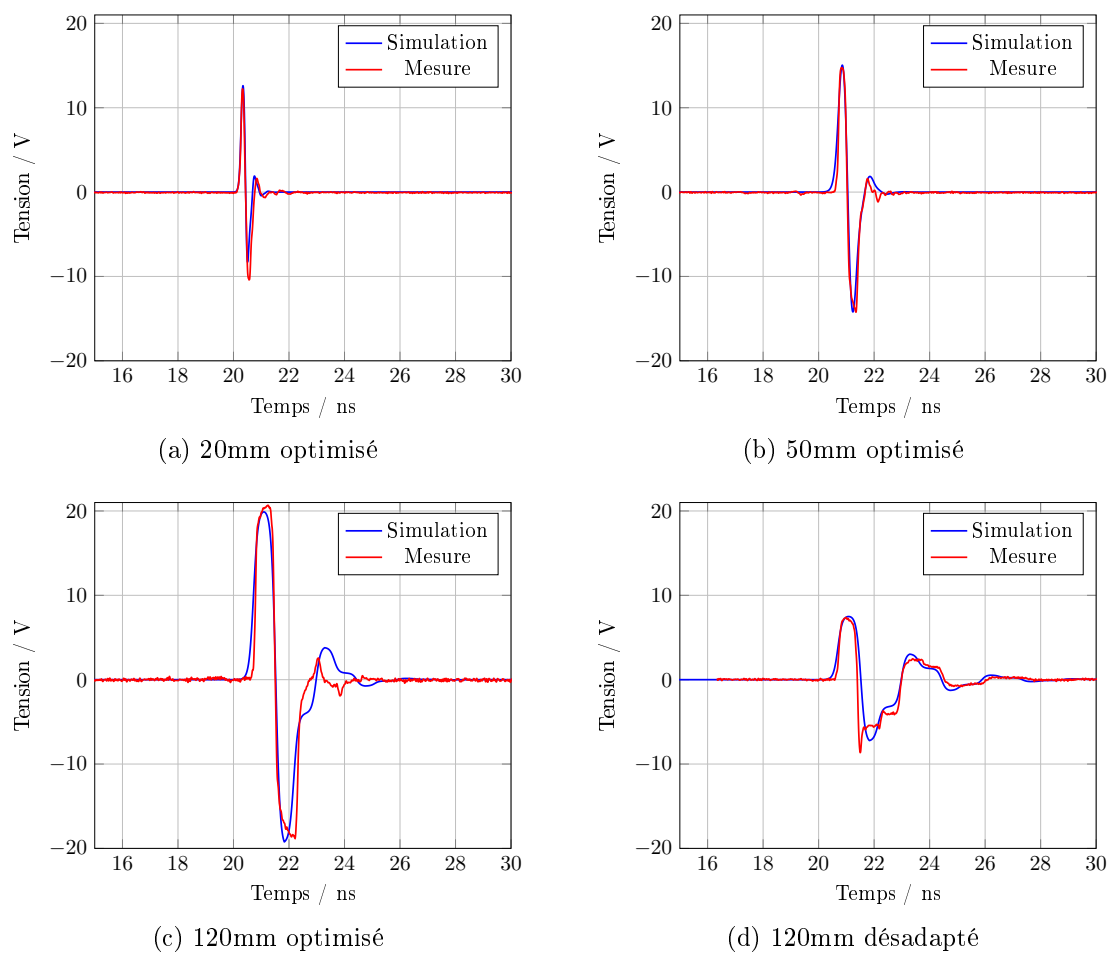 20
10
0
−10
−20
16 18 20 22 24 26 28 30
Tension / V
Temps / ns
Simulation
Mesure
(a) 20mm optimisé
20
10
0
−10
−20
16 18 20 22 24 26 28 30
Tension / V
Temps / ns
Simulation
Mesure
(b) 50mm optimisé
20
10
0
−10
−20
16 18 20 22 24 26 28 30
Tension / V
Temps / ns
Simulation
Mesure
(c) 120mm optimisé
20
10
0
−10
−20
16 18 20 22 24 26 28 30
Tension / V
Temps / ns
Simulation
Mesure
(d) 120mm désadapté